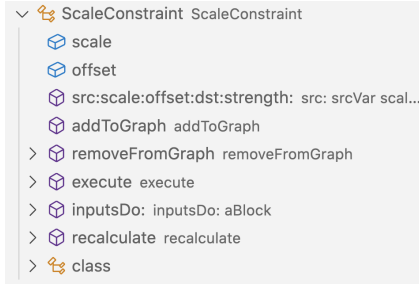 ScaleConstraint ScaleConstraint
scale
offset
src:scale:offset:dst:strength: src: srcVar scal...
addToGraph addToGraph
removeFromGraph removeFromGraph
execute execute
inputsDo: inputsDo: aBlock
recalculate recalculate
class